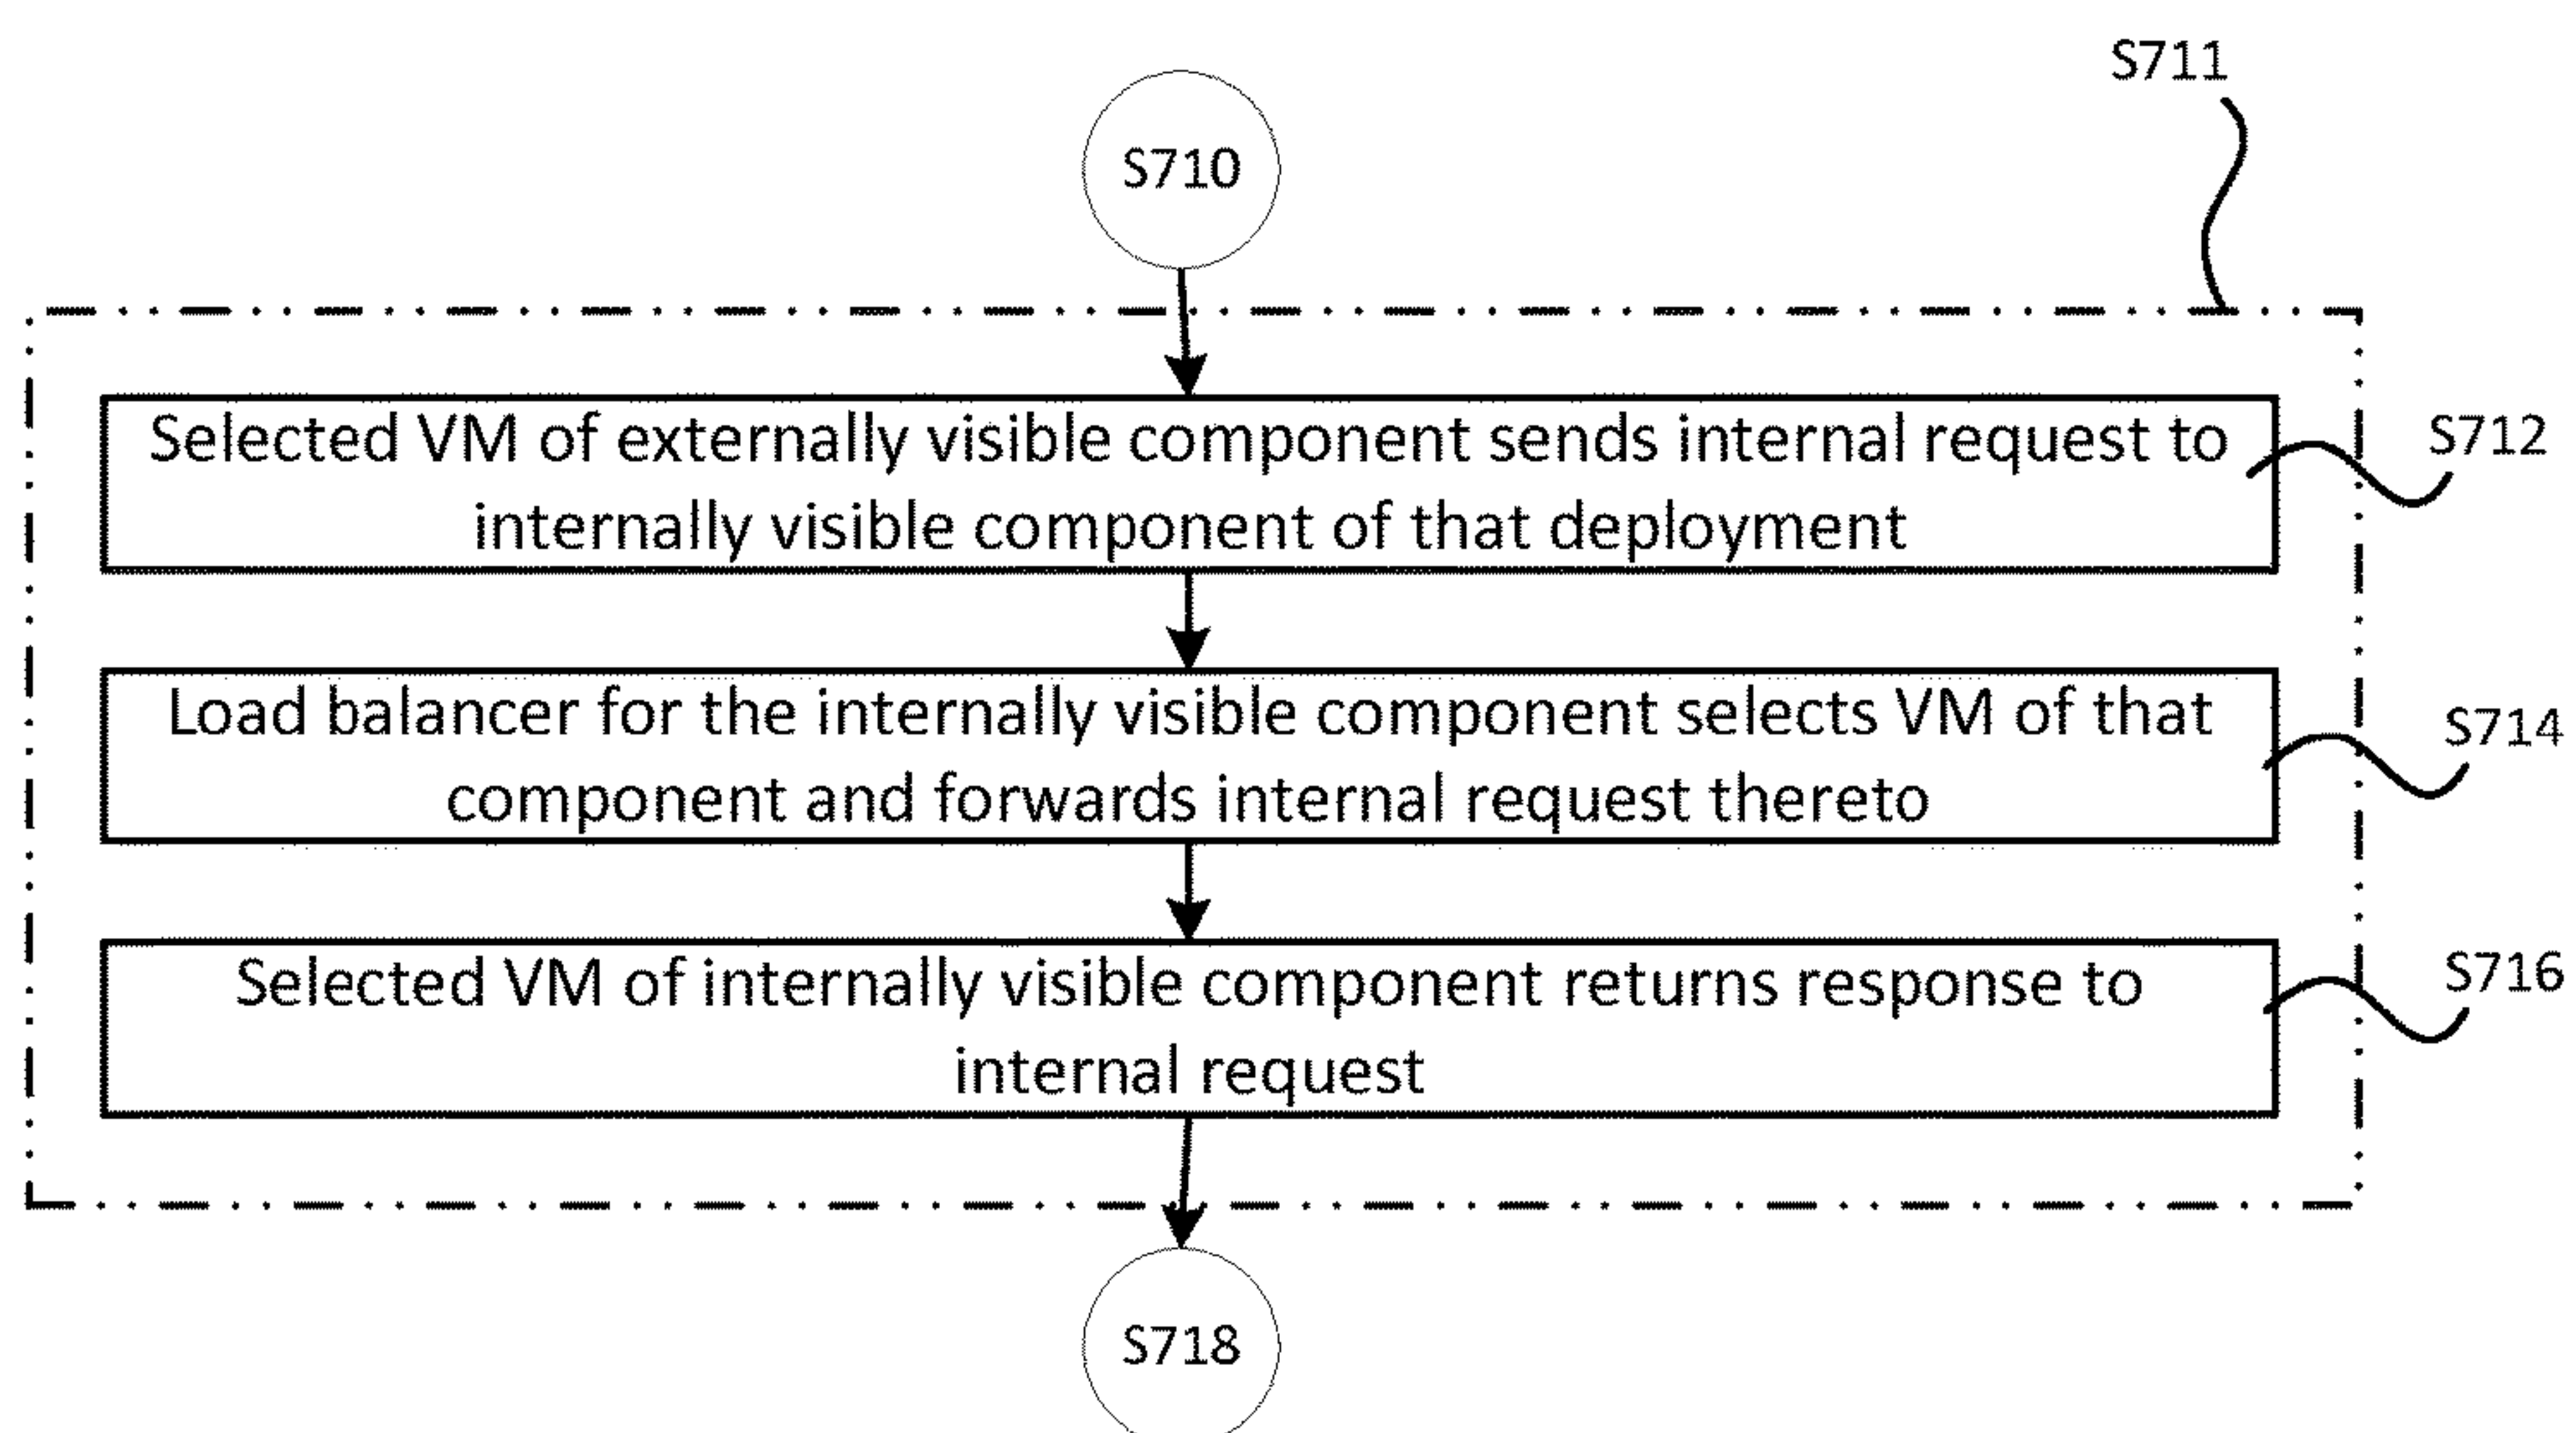 S711
S710
Selected VM of externally visible component sends internal request to
internally visible component of that deployment
S712
Load balancer for the internally visible component selects VM of that
component and forwards internal request thereto
S714
Selected VM of internally visible component returns response to
internal request
S716
S718